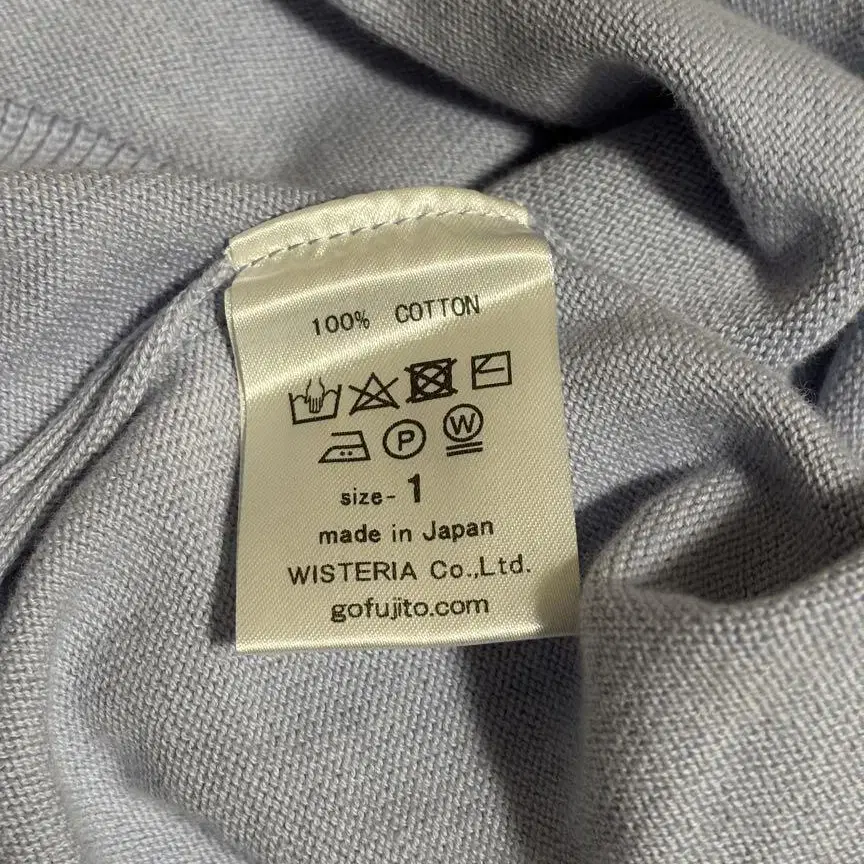 100% COTTON
P W
size- 1
made in Japan
WISTERIA Co.,Ltd.
gofujito.com